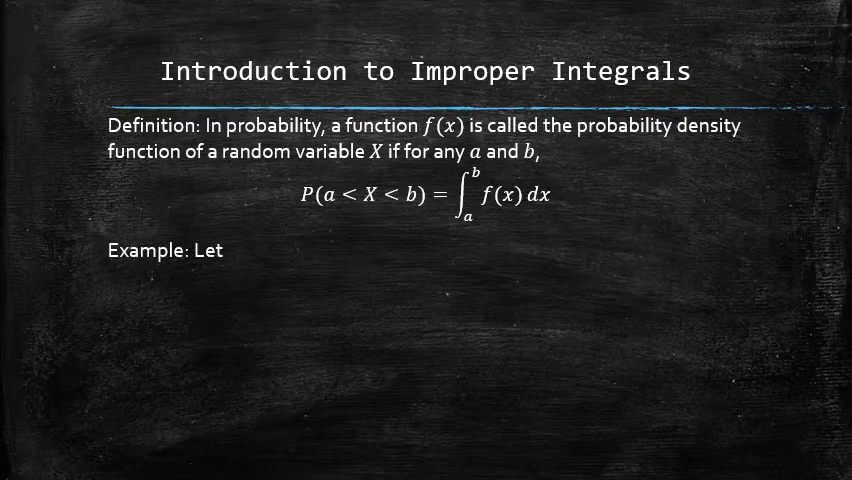 Introduction to Improper Integrals
Definition: In probability, a function f(x) is called the probability density
function of a random variable X if for any a and b,
P(a < X < b) = ∫_a^b f(x) dx
Example: Let